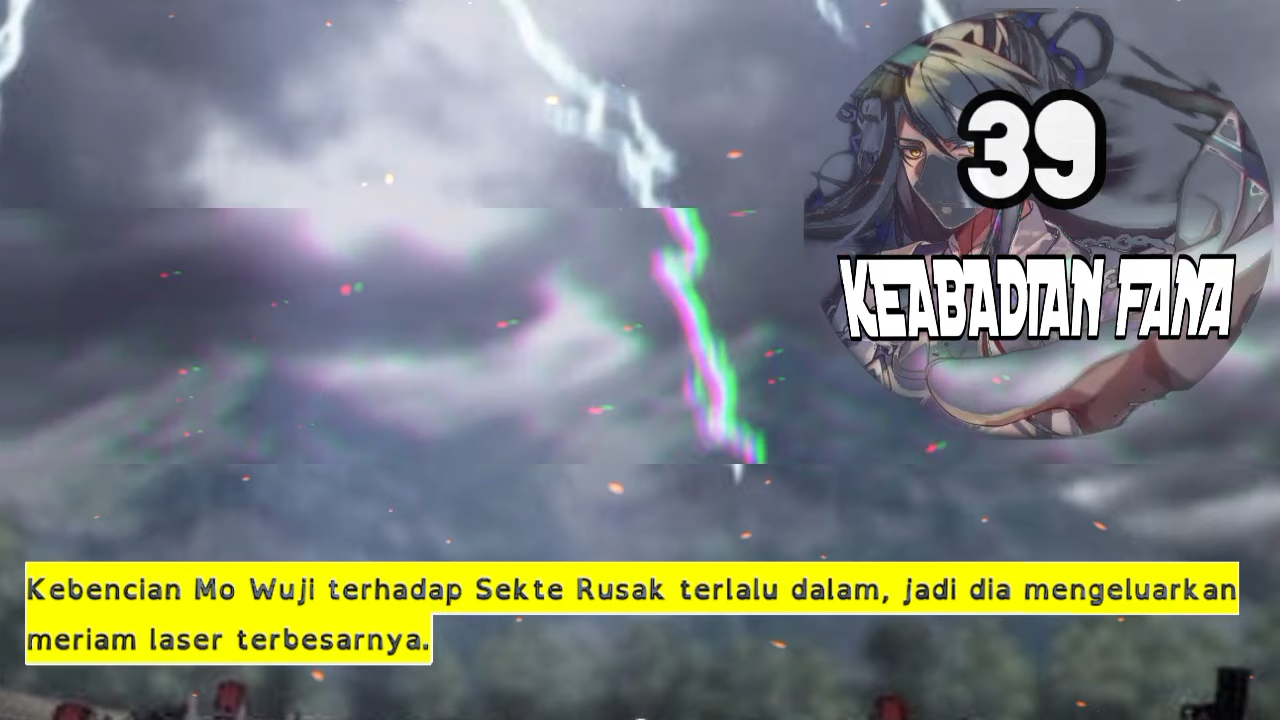 39
KEABADIAN FANA
Kebencian Mo Wuji terhadap Sekte Rusak terlalu dalam, jadi dia mengeluarkan
meriam laser terbesarnya.